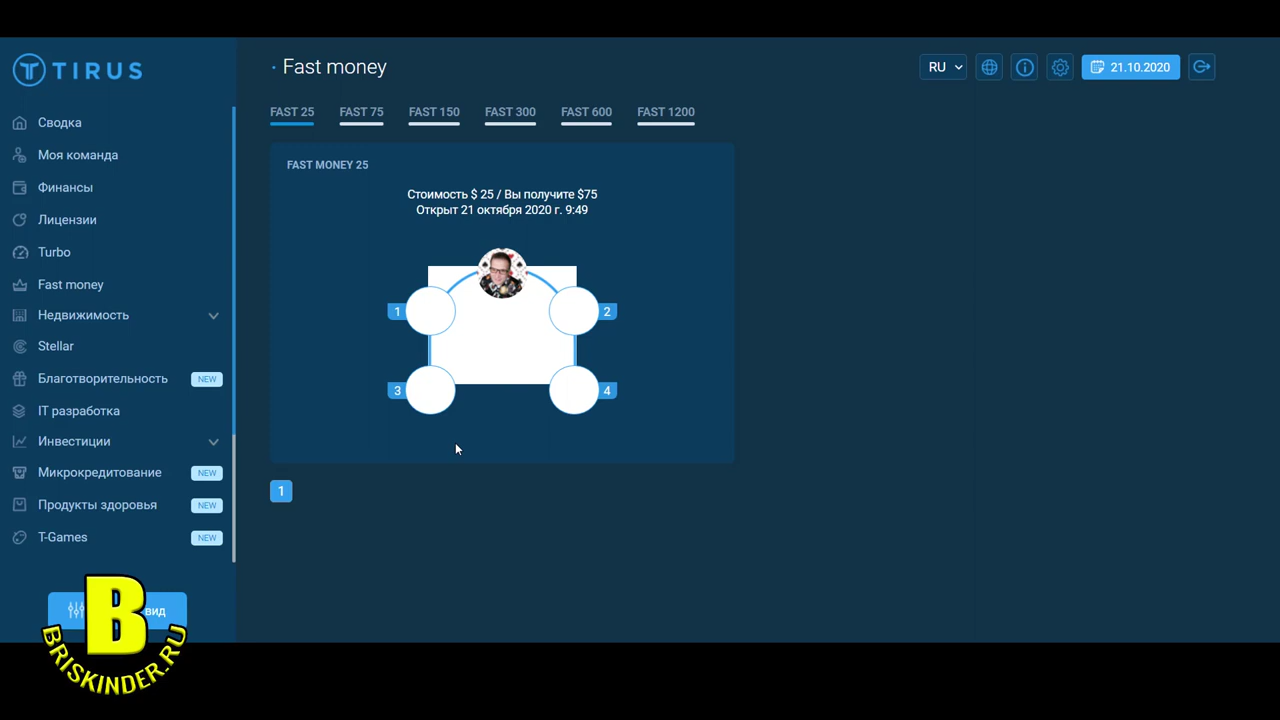 TIRUS
Fast money
RU
21.10.2020
Сводка
Моя команда
Финансы
Лицензии
Turbo
Fast money
Недвижимость
Stellar
Благотворительность NEW
IT разработка
Инвестиции
Микрокредитование NEW
Продукты здоровья NEW
T-Games NEW
вид
FAST 25 FAST 75 FAST 150 FAST 300 FAST 600 FAST 1200
FAST MONEY 25
Стоимость $ 25 / Вы получите $75
Открыт 21 октября 2020 г. 9:49
1 2
3 4
1
B
BRISKINDER.RU